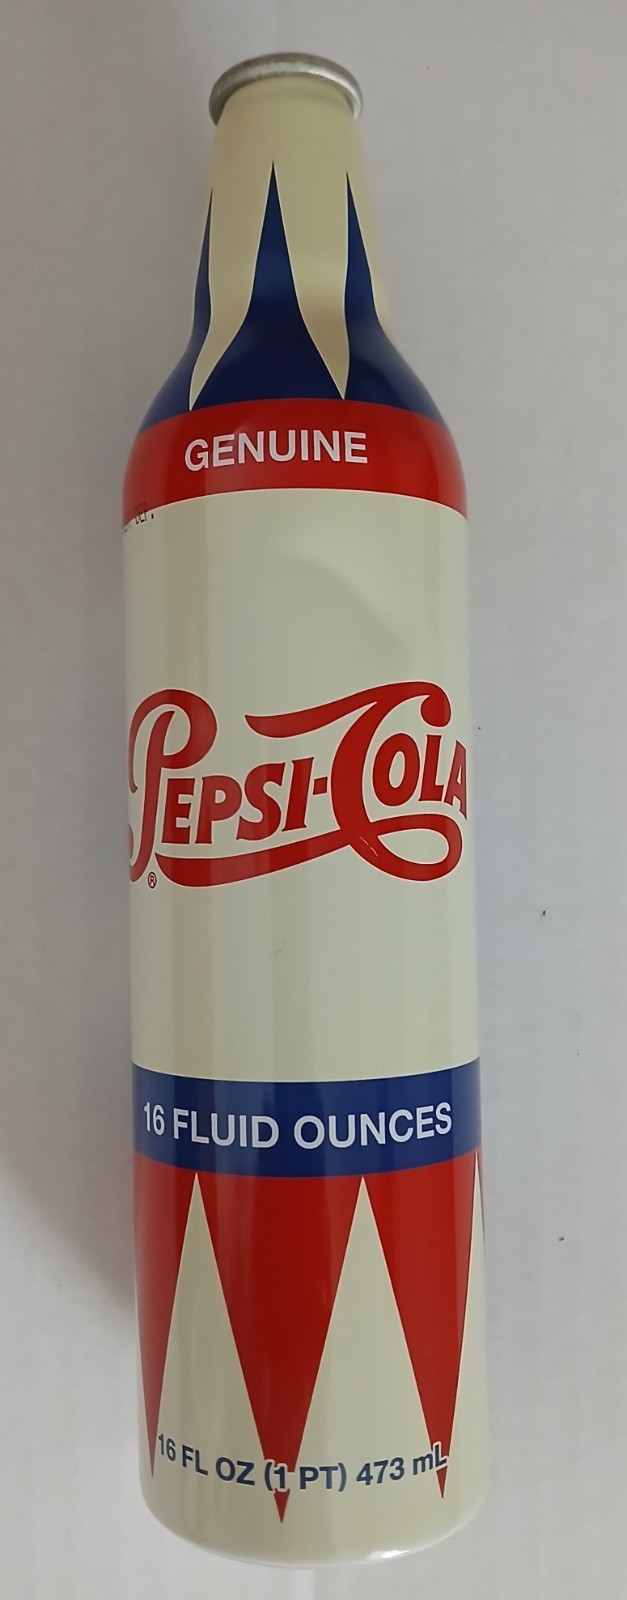 GENUINE
PEPSI-COLA
®
16 FLUID OUNCES
16 FL OZ (1 PT) 473 mL